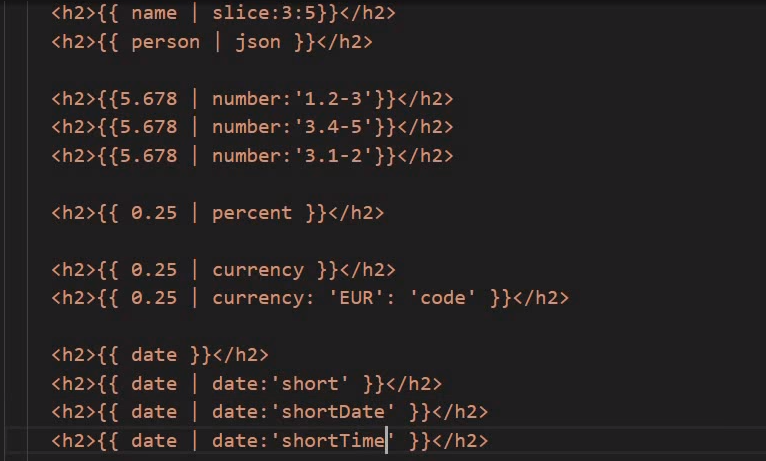 <h2>{{ name | slice:3:5}}</h2>
<h2>{{ person | json }}</h2>
<h2>{{5.678 | number:'1.2-3'}}</h2>
<h2>{{5.678 | number:'3.4-5'}}</h2>
<h2>{{5.678 | number:'3.1-2'}}</h2>
<h2>{{ 0.25 | percent }}</h2>
<h2>{{ 0.25 | currency }}</h2>
<h2>{{ 0.25 | currency: 'EUR': 'code' }}</h2>
<h2>{{ date }}</h2>
<h2>{{ date | date:'short' }}</h2>
<h2>{{ date | date:'shortDate' }}</h2>
<h2>{{ date | date:'shortTime' }}</h2>